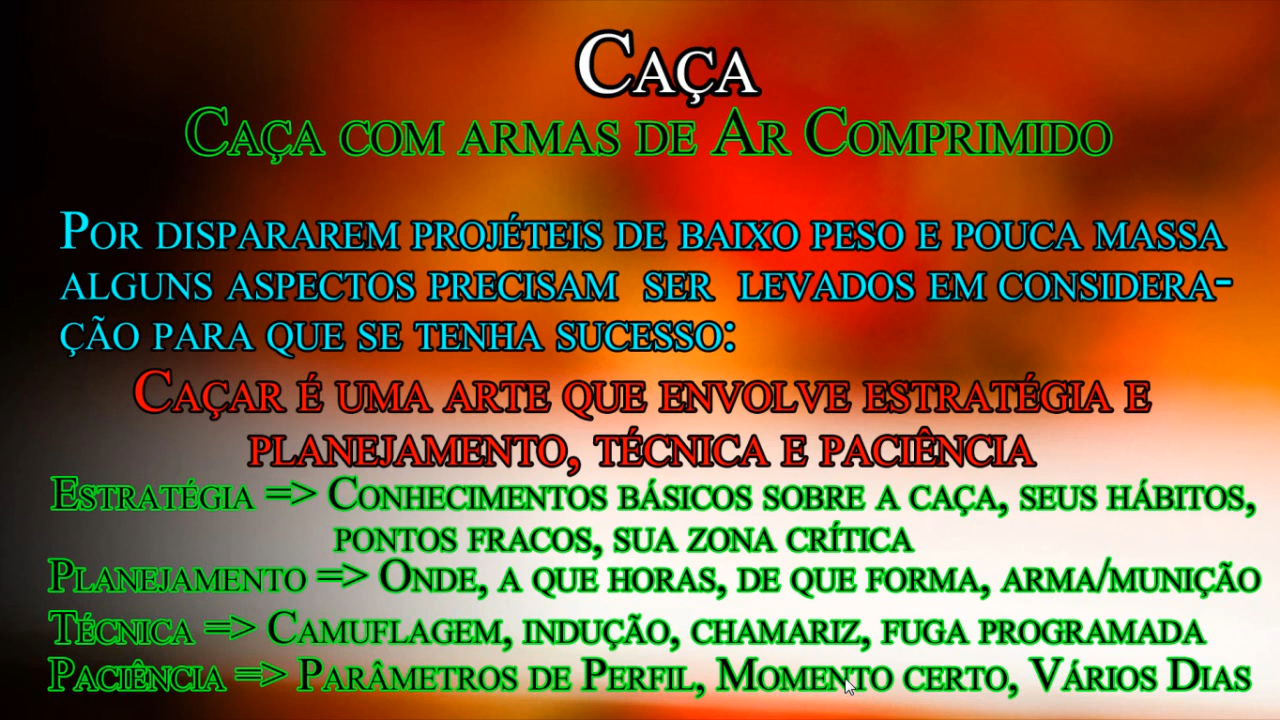 Caça
Caça com armas de Ar Comprimido
Por dispararem projéteis de baixo peso e pouca massa
alguns aspectos precisam ser levados em considera-
ção para que se tenha sucesso:
Caçar é uma arte que envolve estratégia e
planejamento, técnica e paciência
Estratégia => Conhecimentos básicos sobre a caça, seus hábitos,
pontos fracos, sua zona crítica
Planejamento => Onde, a que horas, de que forma, arma/munição
Técnica => Camuflagem, indução, chamariz, fuga programada
Paciência => Parâmetros de Perfil, Momento certo, Vários Dias